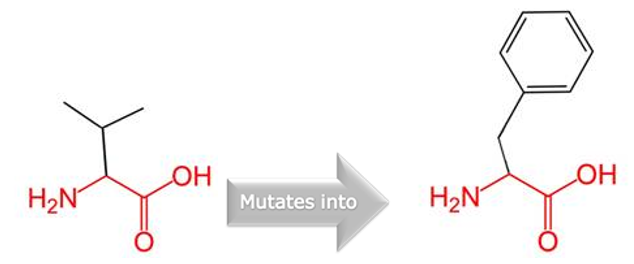 OH
H₂N
O
Mutates into
OH
H₂N
O